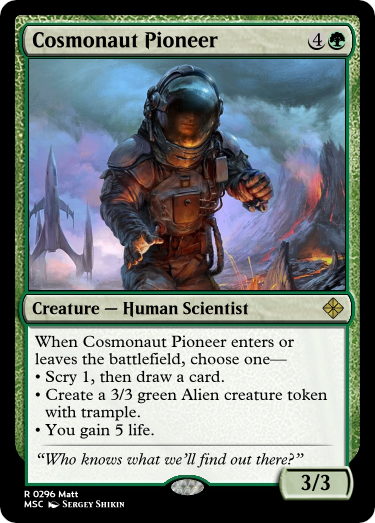 Cosmonaut Pioneer 4
Creature — Human Scientist
When Cosmonaut Pioneer enters or
leaves the battlefield, choose one—
• Scry 1, then draw a card.
• Create a 3/3 green Alien creature token
with trample.
• You gain 5 life.
“Who knows what we’ll find out there?”
3/3
R 0296 Matt
MSC Sergey Shikin